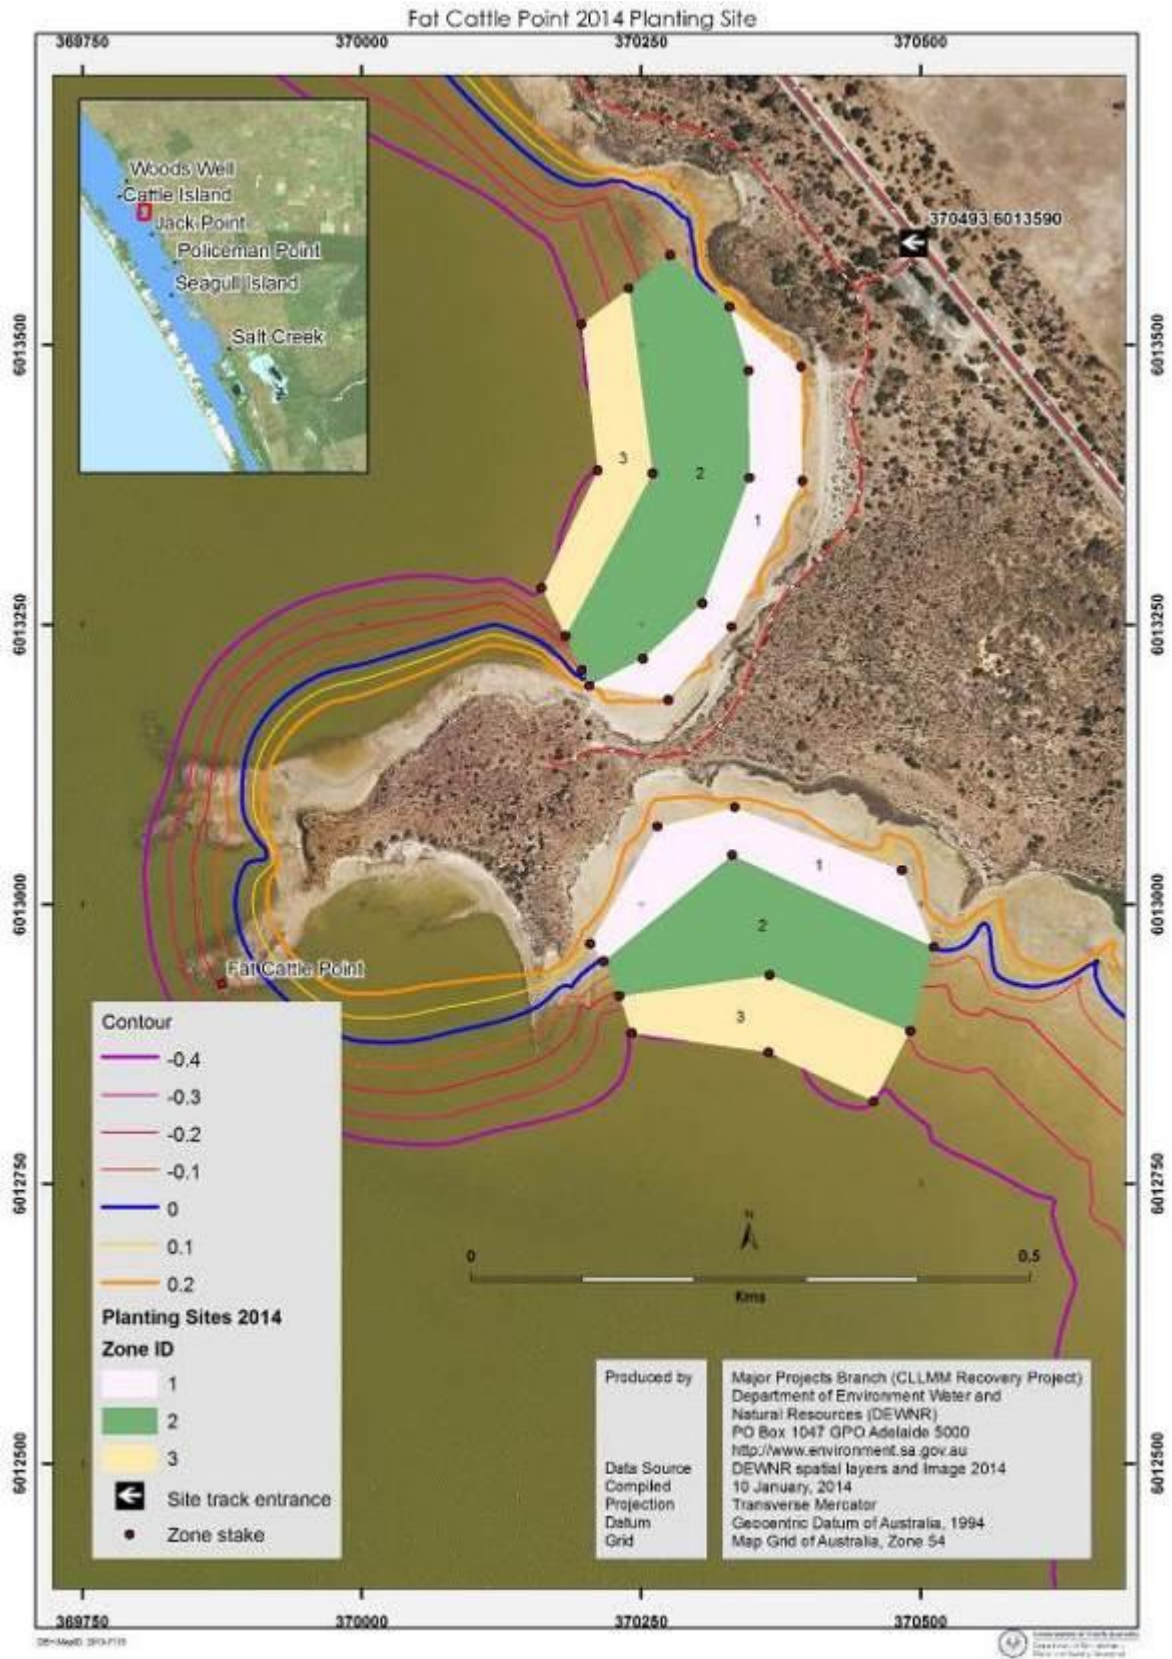 Fat Cattle Point 2014 Planting Site
369750 370000 370250 370500
Woods Well
Cattle Island
Jack Point
Policeman Point
Seagull Island
Salt Creek
370493 6013590
6013500 6013500
3
2
1
6013250 6013250
1
2
3
6013000 6013000
Fat Cattle Point
Contour
-0.4
-0.3
-0.2
-0.1
0
0.1
0.2
Planting Sites 2014
Zone ID
1
2
3
Site track entrance
Zone stake
6012750 6012750
N
0 0.5
Kms
Produced by Major Projects Branch (CLLMM Recovery Project)
Department of Environment Water and
Natural Resources (DEWNR)
PO Box 1047 GPO Adelaide 5000
http://www.environment.sa.gov.au
Data Source DEWNR spatial layers and Image 2014
Compiled 10 January, 2014
Projection Transverse Mercator
Datum Geocentric Datum of Australia, 1994
Grid Map Grid of Australia, Zone 54
6012500 6012500
369750 370000 370250 370500